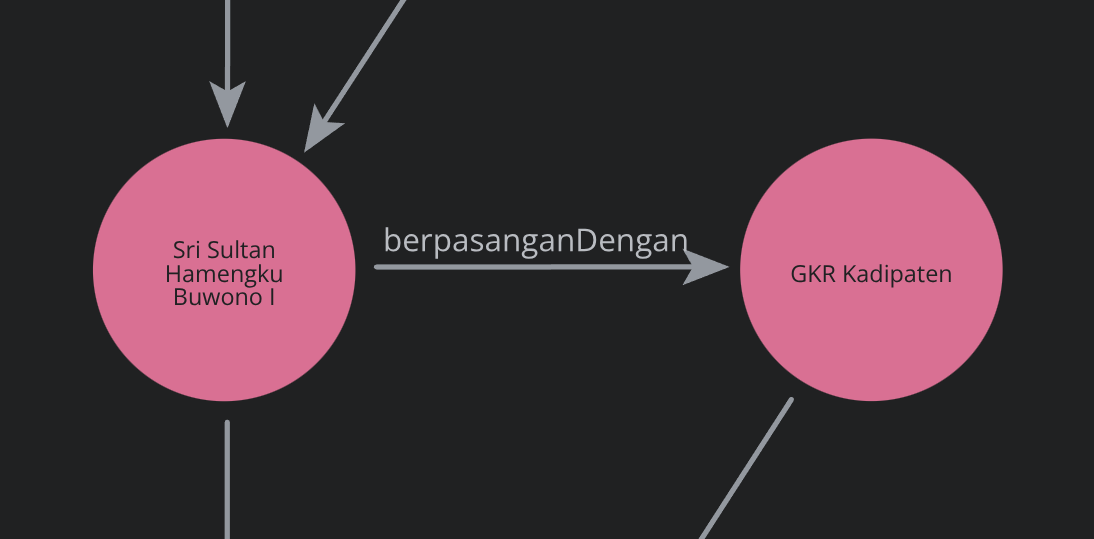 Sri Sultan
Hamengku
Buwono I
berpasanganDengan
GKR Kadipaten